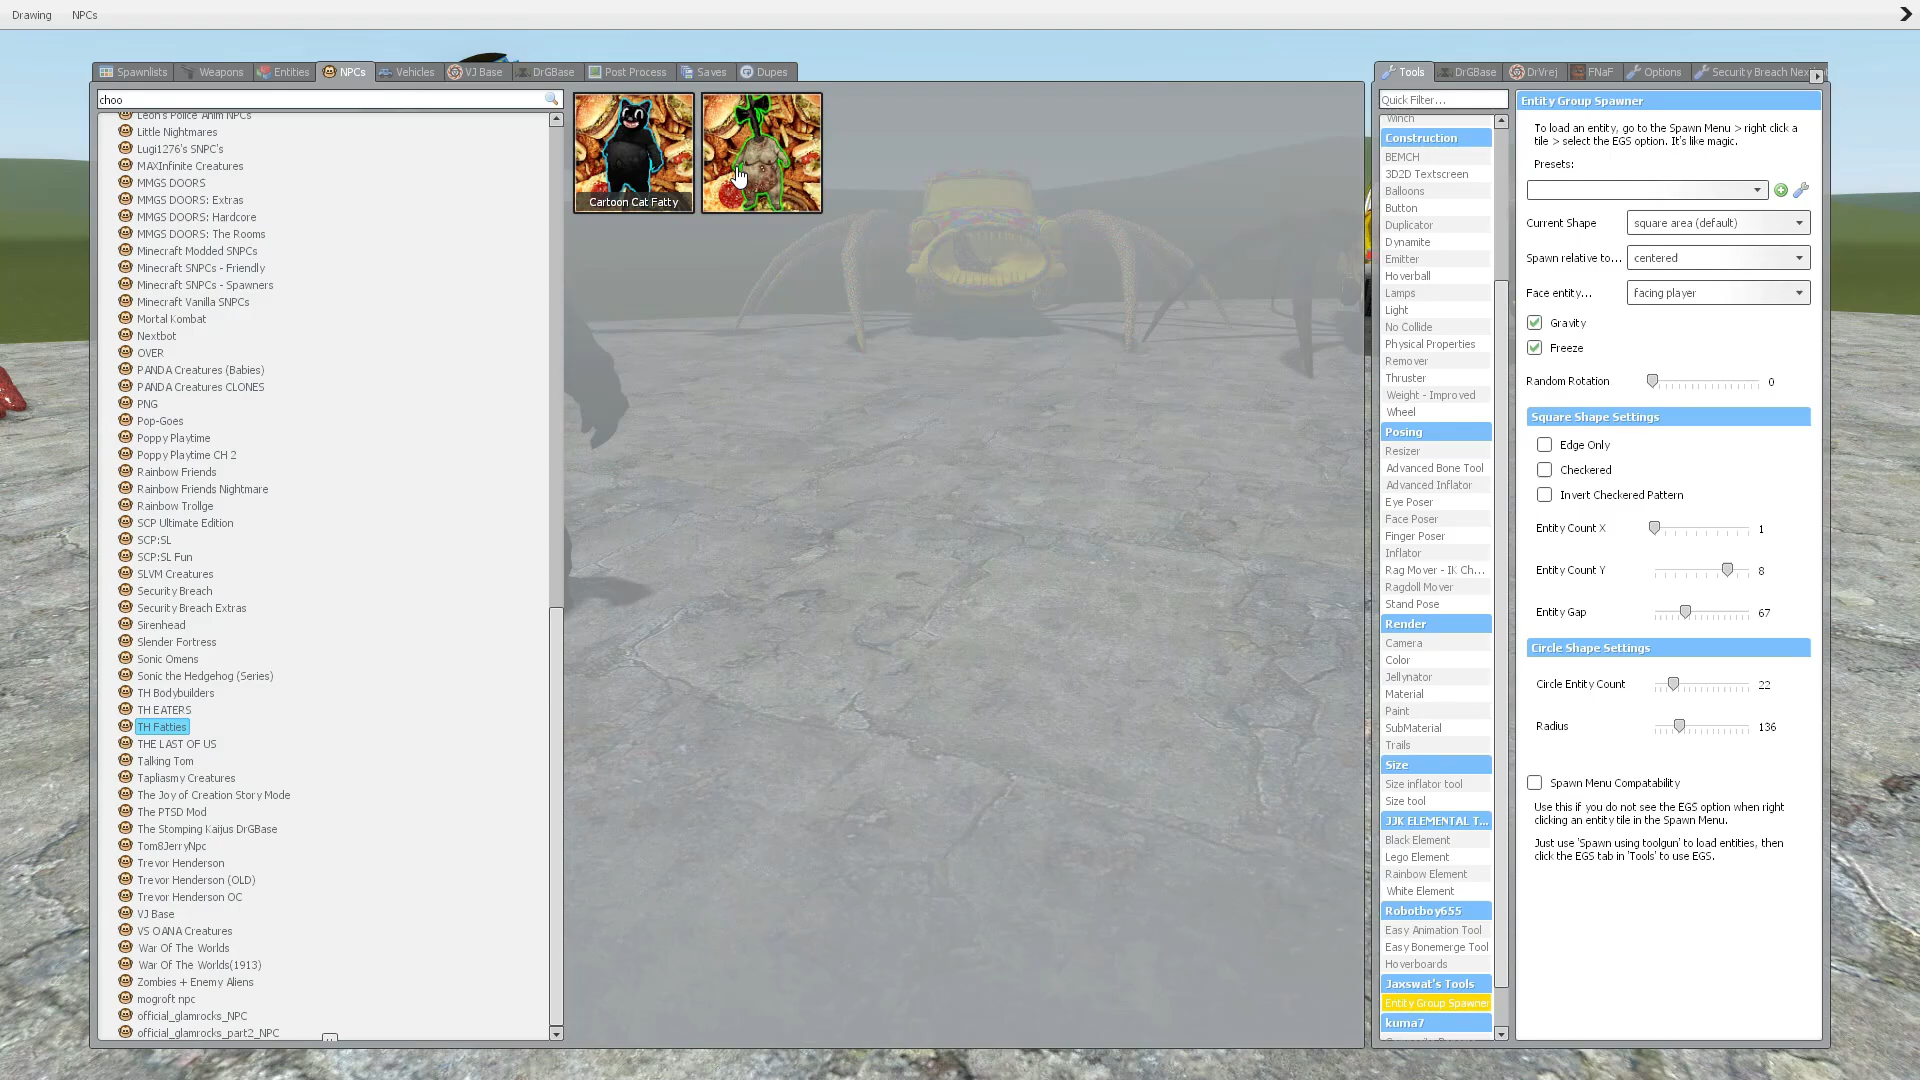 Drawing
NPCs
Spawnlists
Weapons
Entities
NPCs
Vehicles
VJ Base
DrGBase
Post Process
Saves
Dupes
choo
Leon's Police Anim NPCs
Little Nightmares
Lugi1276's SNPC's
MAXInfinite Creatures
MMGS DOORS
MMGS DOORS: Extras
MMGS DOORS: Hardcore
MMGS DOORS: The Rooms
Minecraft Modded SNPCs
Minecraft SNPCs - Friendly
Minecraft SNPCs - Spawners
Minecraft Vanilla SNPCs
Mortal Kombat
Nextbot
OVER
PANDA Creatures (Babies)
PANDA Creatures CLONES
PNG
Pop-Goes
Poppy Playtime
Poppy Playtime CH 2
Rainbow Friends
Rainbow Friends Nightmare
Rainbow Trollge
SCP Ultimate Edition
SCP:SL
SCP:SL Fun
SLVM Creatures
Security Breach
Security Breach Extras
Sirenhead
Slender Fortress
Sonic Omens
Sonic the Hedgehog (Series)
TH Bodybuilders
TH EATERS
TH Fatties
THE LAST OF US
Talking Tom
Tapliasmy Creatures
The Joy of Creation Story Mode
The PTSD Mod
The Stomping Kaijus DrGBase
Tom&JerryNpc
Trevor Henderson
Trevor Henderson (OLD)
Trevor Henderson OC
VJ Base
VS OANA Creatures
War Of The Worlds
War Of The Worlds(1913)
Zombies + Enemy Aliens
mogroft npc
official_glamrocks_NPC
official_glamrocks_part2_NPC
Cartoon Cat Fatty
Tools
DrGBase
DrVrej
FNaF
Options
Security Breach Nextbot
Quick Filter...
Winch
Construction
BEMCH
3D2D Textscreen
Balloons
Button
Duplicator
Dynamite
Emitter
Hoverball
Lamps
Light
No Collide
Physical Properties
Remover
Thruster
Weight - Improved
Wheel
Posing
Resizer
Advanced Bone Tool
Advanced Inflator
Eye Poser
Face Poser
Finger Poser
Inflator
Rag Mover - IK Ch...
Ragdoll Mover
Stand Pose
Render
Camera
Color
Jellynator
Material
Paint
SubMaterial
Trails
Size
Size inflator tool
Size tool
JJK ELEMENTAL T...
Black Element
Lego Element
Rainbow Element
White Element
Robotboy655
Easy Animation Tool
Easy Bonemerge Tool
Hoverboards
Jaxswat's Tools
Entity Group Spawner
kuma7
Entity Group Spawner
To load an entity, go to the Spawn Menu > right click a
tile > select the EGS option. It's like magic.
Presets:
Current Shape
square area (default)
Spawn relative to...
centered
Face entity...
facing player
Gravity
Freeze
Random Rotation
0
Square Shape Settings
Edge Only
Checkered
Invert Checkered Pattern
Entity Count X
1
Entity Count Y
8
Entity Gap
67
Circle Shape Settings
Circle Entity Count
22
Radius
136
Spawn Menu Compatability
Use this if you do not see the EGS option when right
clicking an entity tile in the Spawn Menu.
Just use 'Spawn using toolgun' to load entities, then
click the EGS tab in 'Tools' to use EGS.